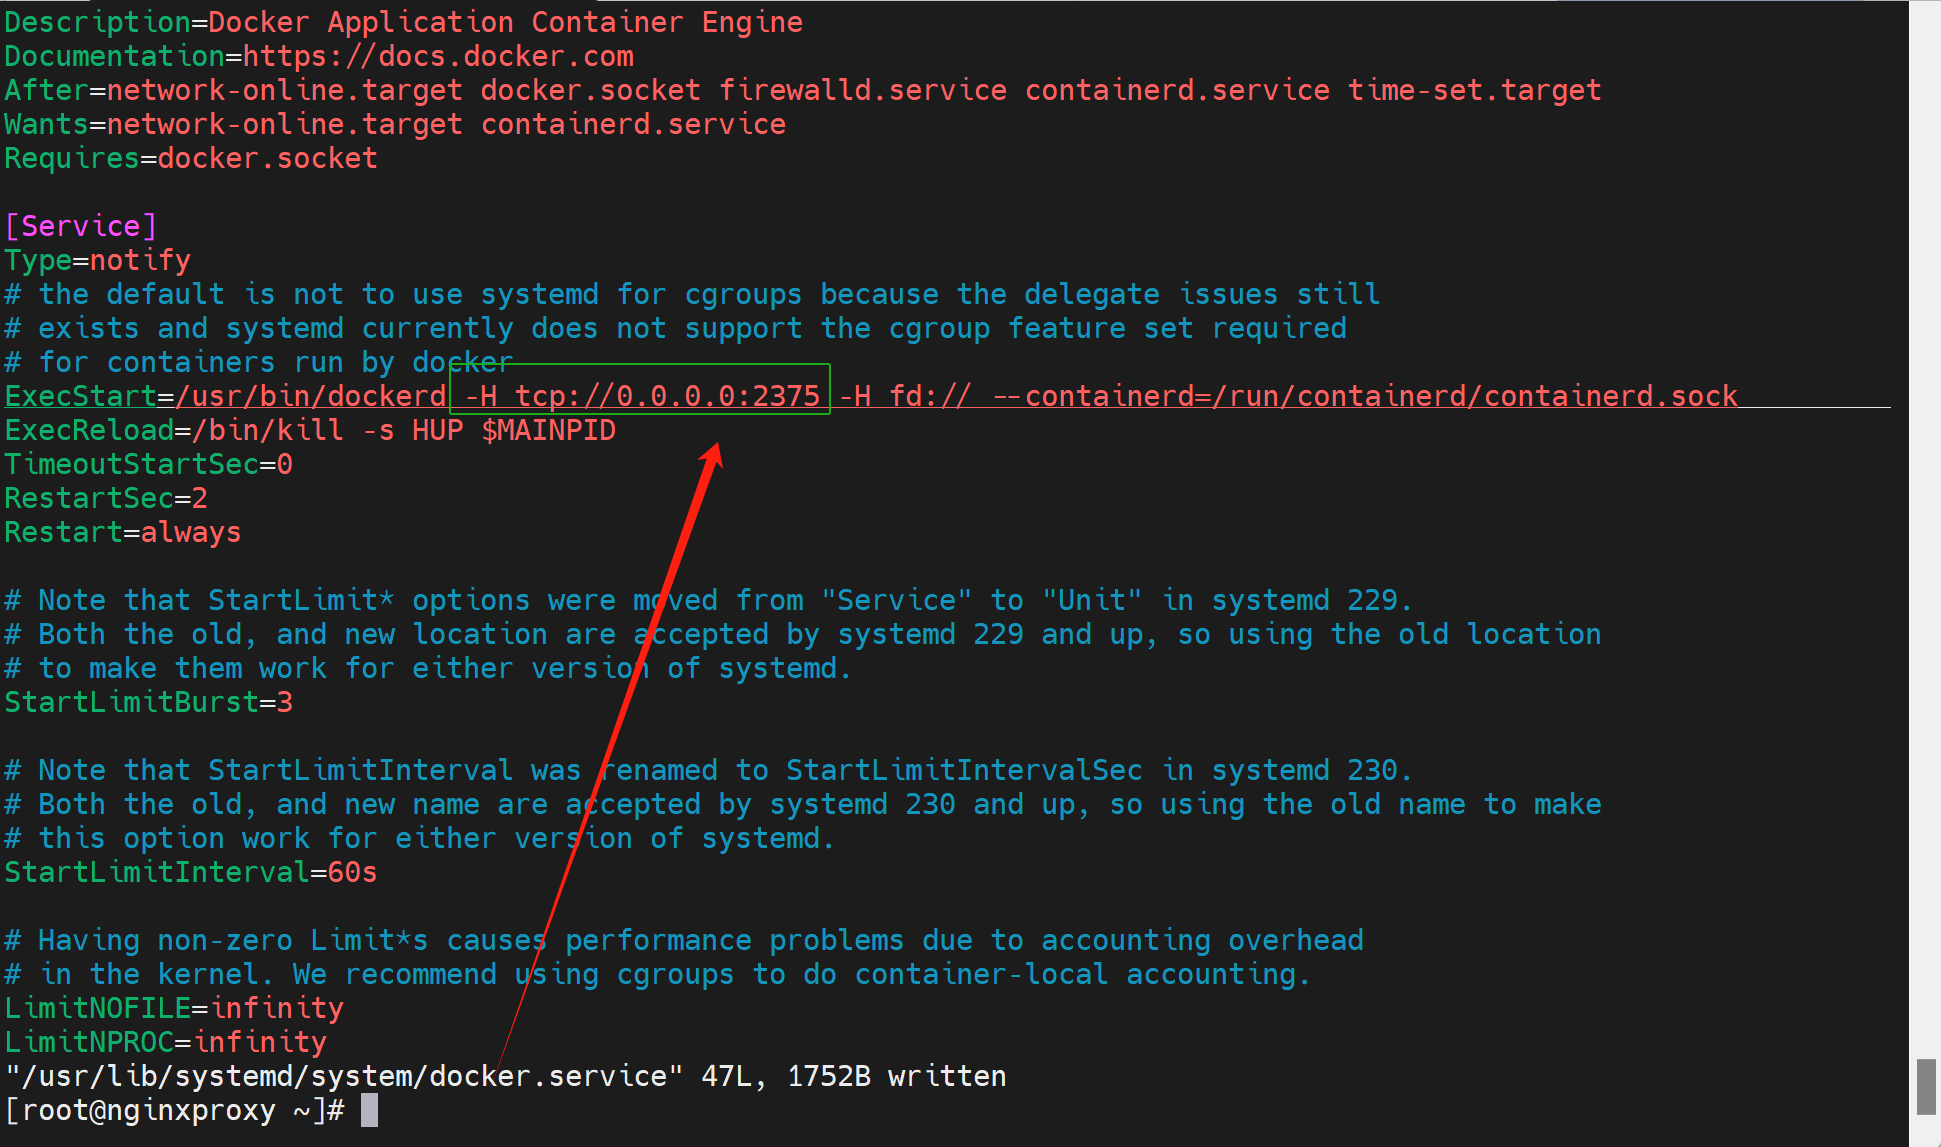 Description=Docker Application Container Engine
Documentation=https://docs.docker.com
After=network-online.target docker.socket firewalld.service containerd.service time-set.target
Wants=network-online.target containerd.service
Requires=docker.socket
[Service]
Type=notify
# the default is not to use systemd for cgroups because the delegate issues still
# exists and systemd currently does not support the cgroup feature set required
# for containers run by docker
ExecStart=/usr/bin/dockerd -H tcp://0.0.0.0:2375 -H fd:// --containerd=/run/containerd/containerd.sock
ExecReload=/bin/kill -s HUP $MAINPID
TimeoutStartSec=0
RestartSec=2
Restart=always
# Note that StartLimit* options were moved from "Service" to "Unit" in systemd 229.
# Both the old, and new location are accepted by systemd 229 and up, so using the old location
# to make them work for either version of systemd.
StartLimitBurst=3
# Note that StartLimitInterval was renamed to StartLimitIntervalSec in systemd 230.
# Both the old, and new name are accepted by systemd 230 and up, so using the old name to make
# this option work for either version of systemd.
StartLimitInterval=60s
# Having non-zero Limit*s causes performance problems due to accounting overhead
# in the kernel. We recommend using cgroups to do container-local accounting.
LimitNOFILE=infinity
LimitNPROC=infinity
"/usr/lib/systemd/system/docker.service" 47L, 1752B written
[root@nginxproxy ~]#